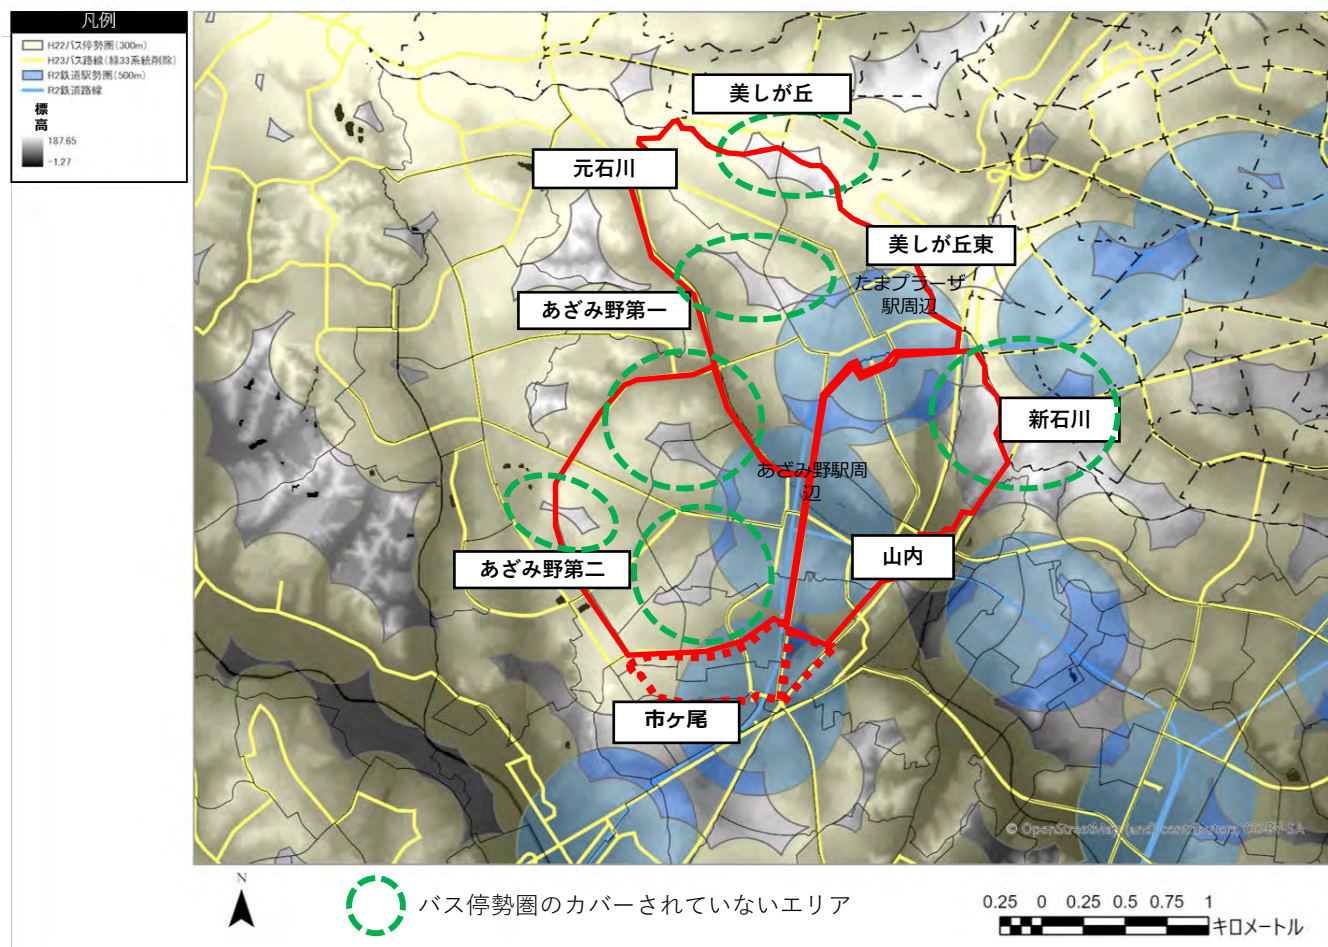 凡例
H22バス停勢圏(300m)
H23バス路線(緑33系統削除)
R2鉄道駅勢圏(500m)
R2鉄道路線
標
高
187.65
-1.27
美しが丘
元石川
美しが丘東
たまプラーザ
駅周辺
あざみ野第一
新石川
あざみ野駅周
辺
山内
あざみ野第二
市ケ尾
© OpenStreetMap (and) contributors, CC-BY-SA
N
バス停勢圏のカバーされていないエリア
0.25 0 0.25 0.5 0.75 1
キロメートル